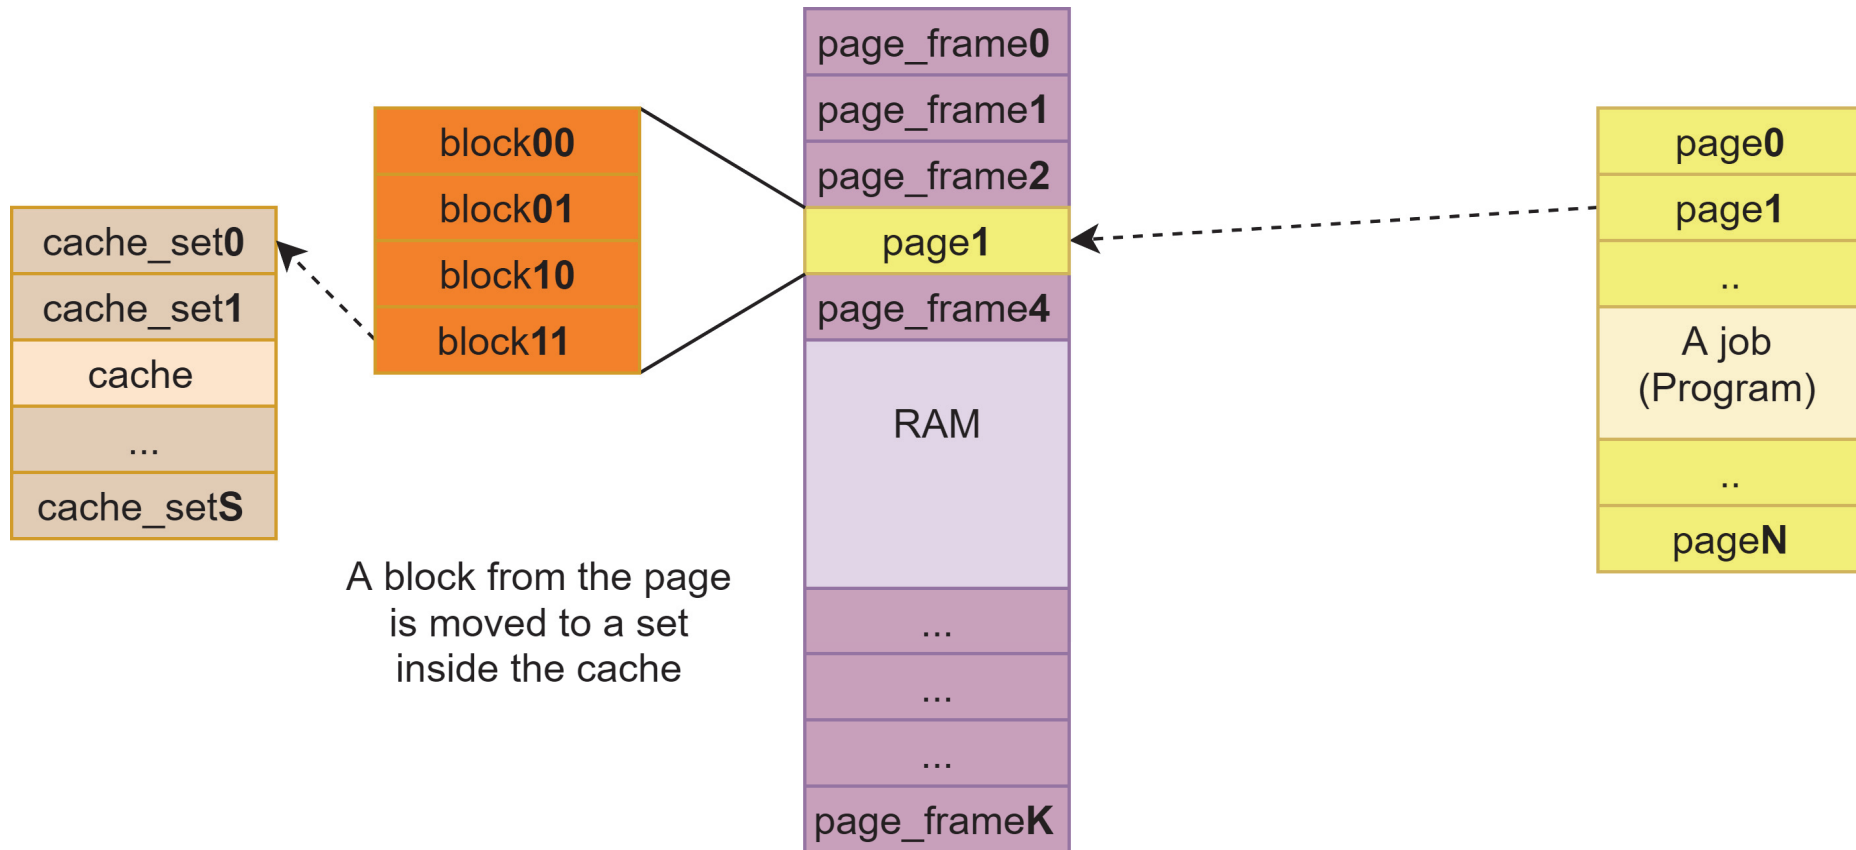 cache_set0
cache_set1
cache
...
cache_setS
block00
block01
block10
block11
A block from the page
is moved to a set
inside the cache
page_frame0
page_frame1
page_frame2
page1
page_frame4
RAM
...
...
...
page_frameK
page0
page1
..
A job
(Program)
..
pageN